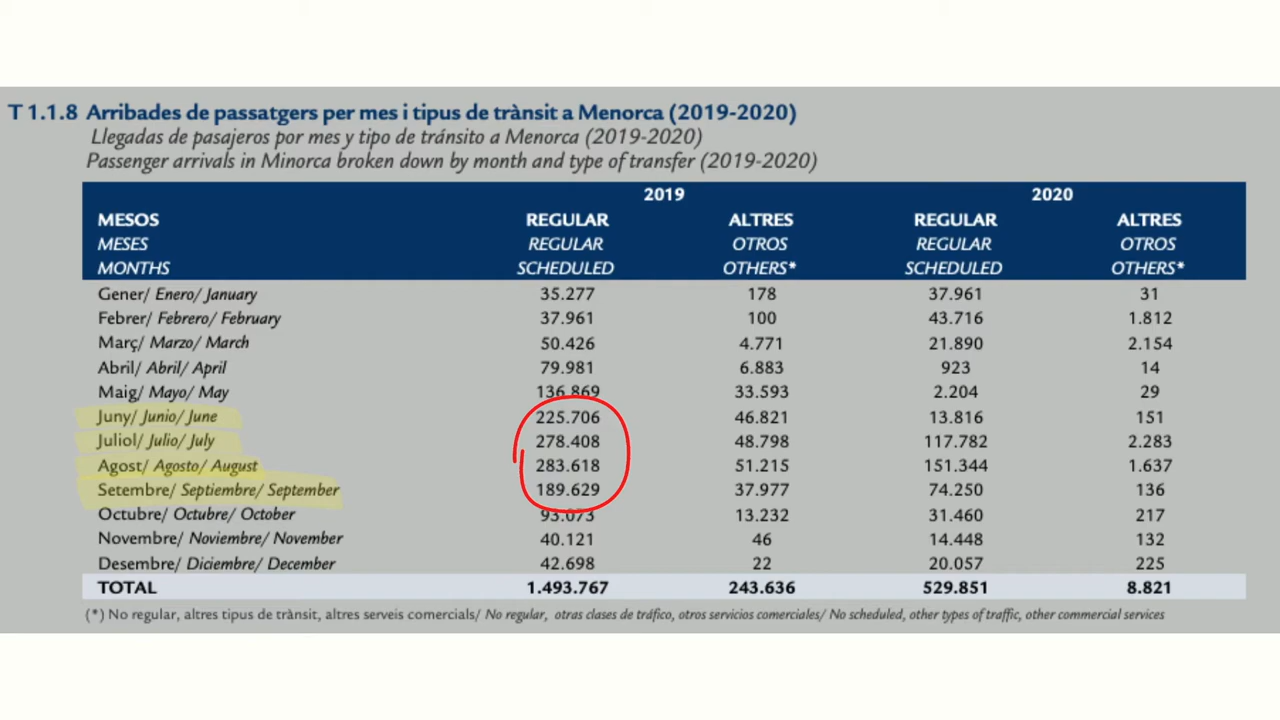 T 1.1.8 Arribades de passatgers per mes i tipus de trànsit a Menorca (2019-2020)
Llegadas de pasajeros por mes y tipo de tránsito a Menorca (2019-2020)
Passenger arrivals in Minorca broken down by month and type of transfer (2019-2020)
2019 2020
MESOS REGULAR ALTRES REGULAR ALTRES
MESES REGULAR OTROS REGULAR OTROS
MONTHS SCHEDULED OTHERS* SCHEDULED OTHERS*
Gener/ Enero/ January 35.277 178 37.961 31
Febrer/ Febrero/ February 37.961 100 43.716 1.812
Març/ Marzo/ March 50.426 4.771 21.890 2.154
Abril/ Abril/ April 79.981 6.883 923 14
Maig/ Mayo/ May 136.869 33.593 2.204 29
Juny/ Junio/ June 225.706 46.821 13.816 151
Juliol/ Julio/ July 278.408 48.798 117.782 2.283
Agost/ Agosto/ August 283.618 51.215 151.344 1.637
Setembre/ Septiembre/ September 189.629 37.977 74.250 136
Octubre/ Octubre/ October 93.073 13.232 31.460 217
Novembre/ Noviembre/ November 40.121 46 14.448 132
Desembre/ Diciembre/ December 42.698 22 20.057 225
TOTAL 1.493.767 243.636 529.851 8.821
(*) No regular, altres tipus de trànsit, altres serveis comercials/ No regular, otras clases de tráfico, otros servicios comerciales/ No scheduled, other types of traffic, other commercial services